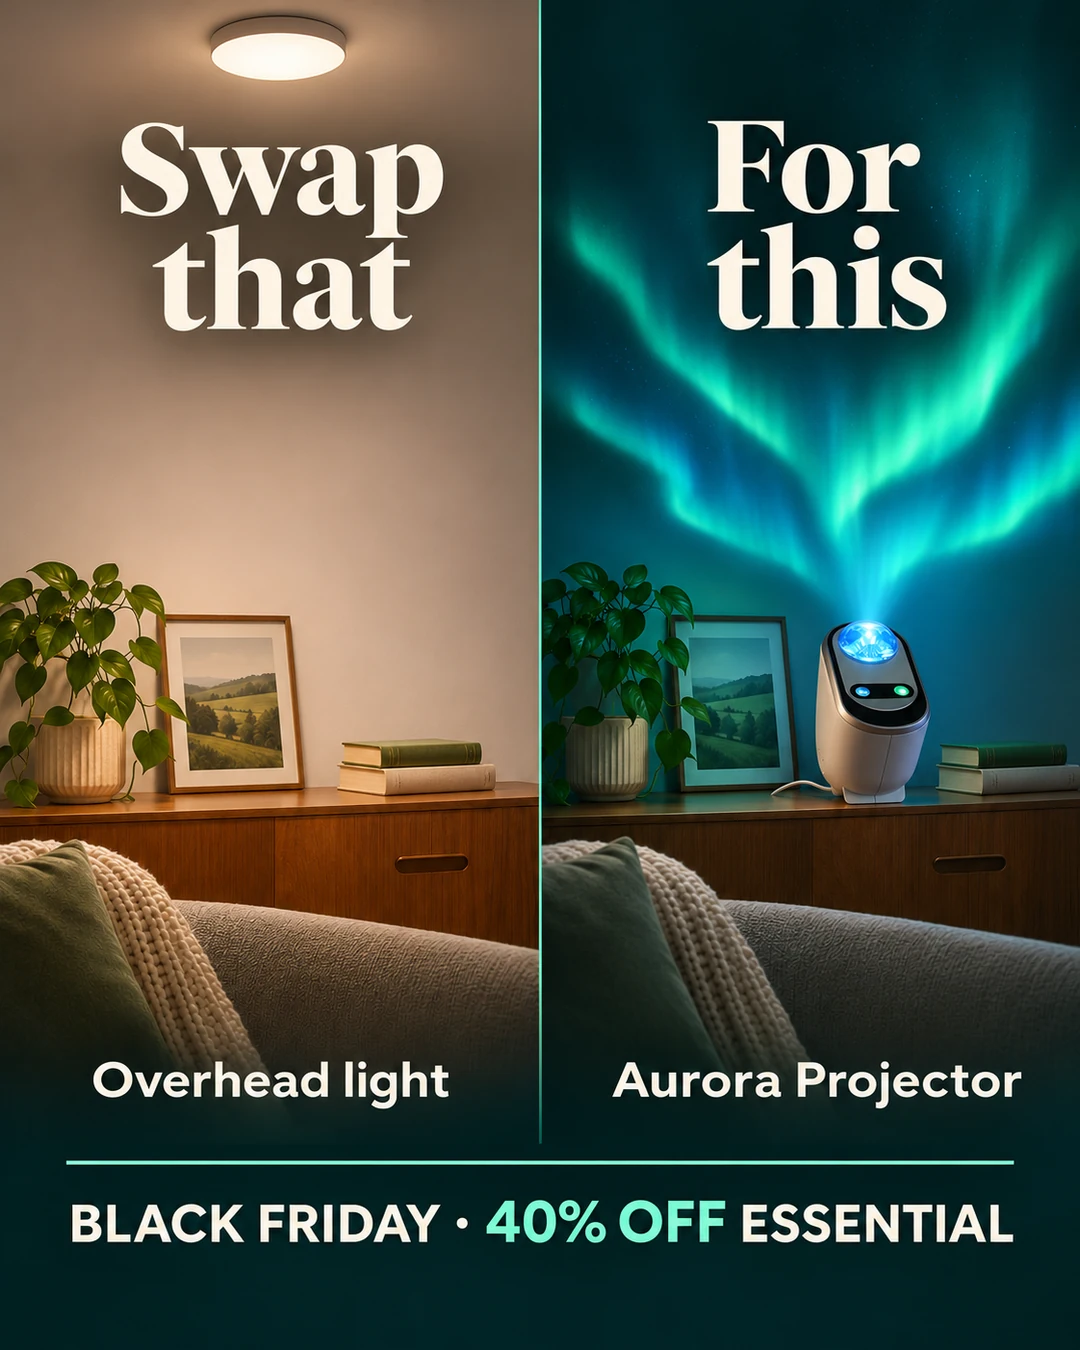 Swap
that
For
this
Overhead light
Aurora Projector
BLACK FRIDAY • 40% OFF ESSENTIAL